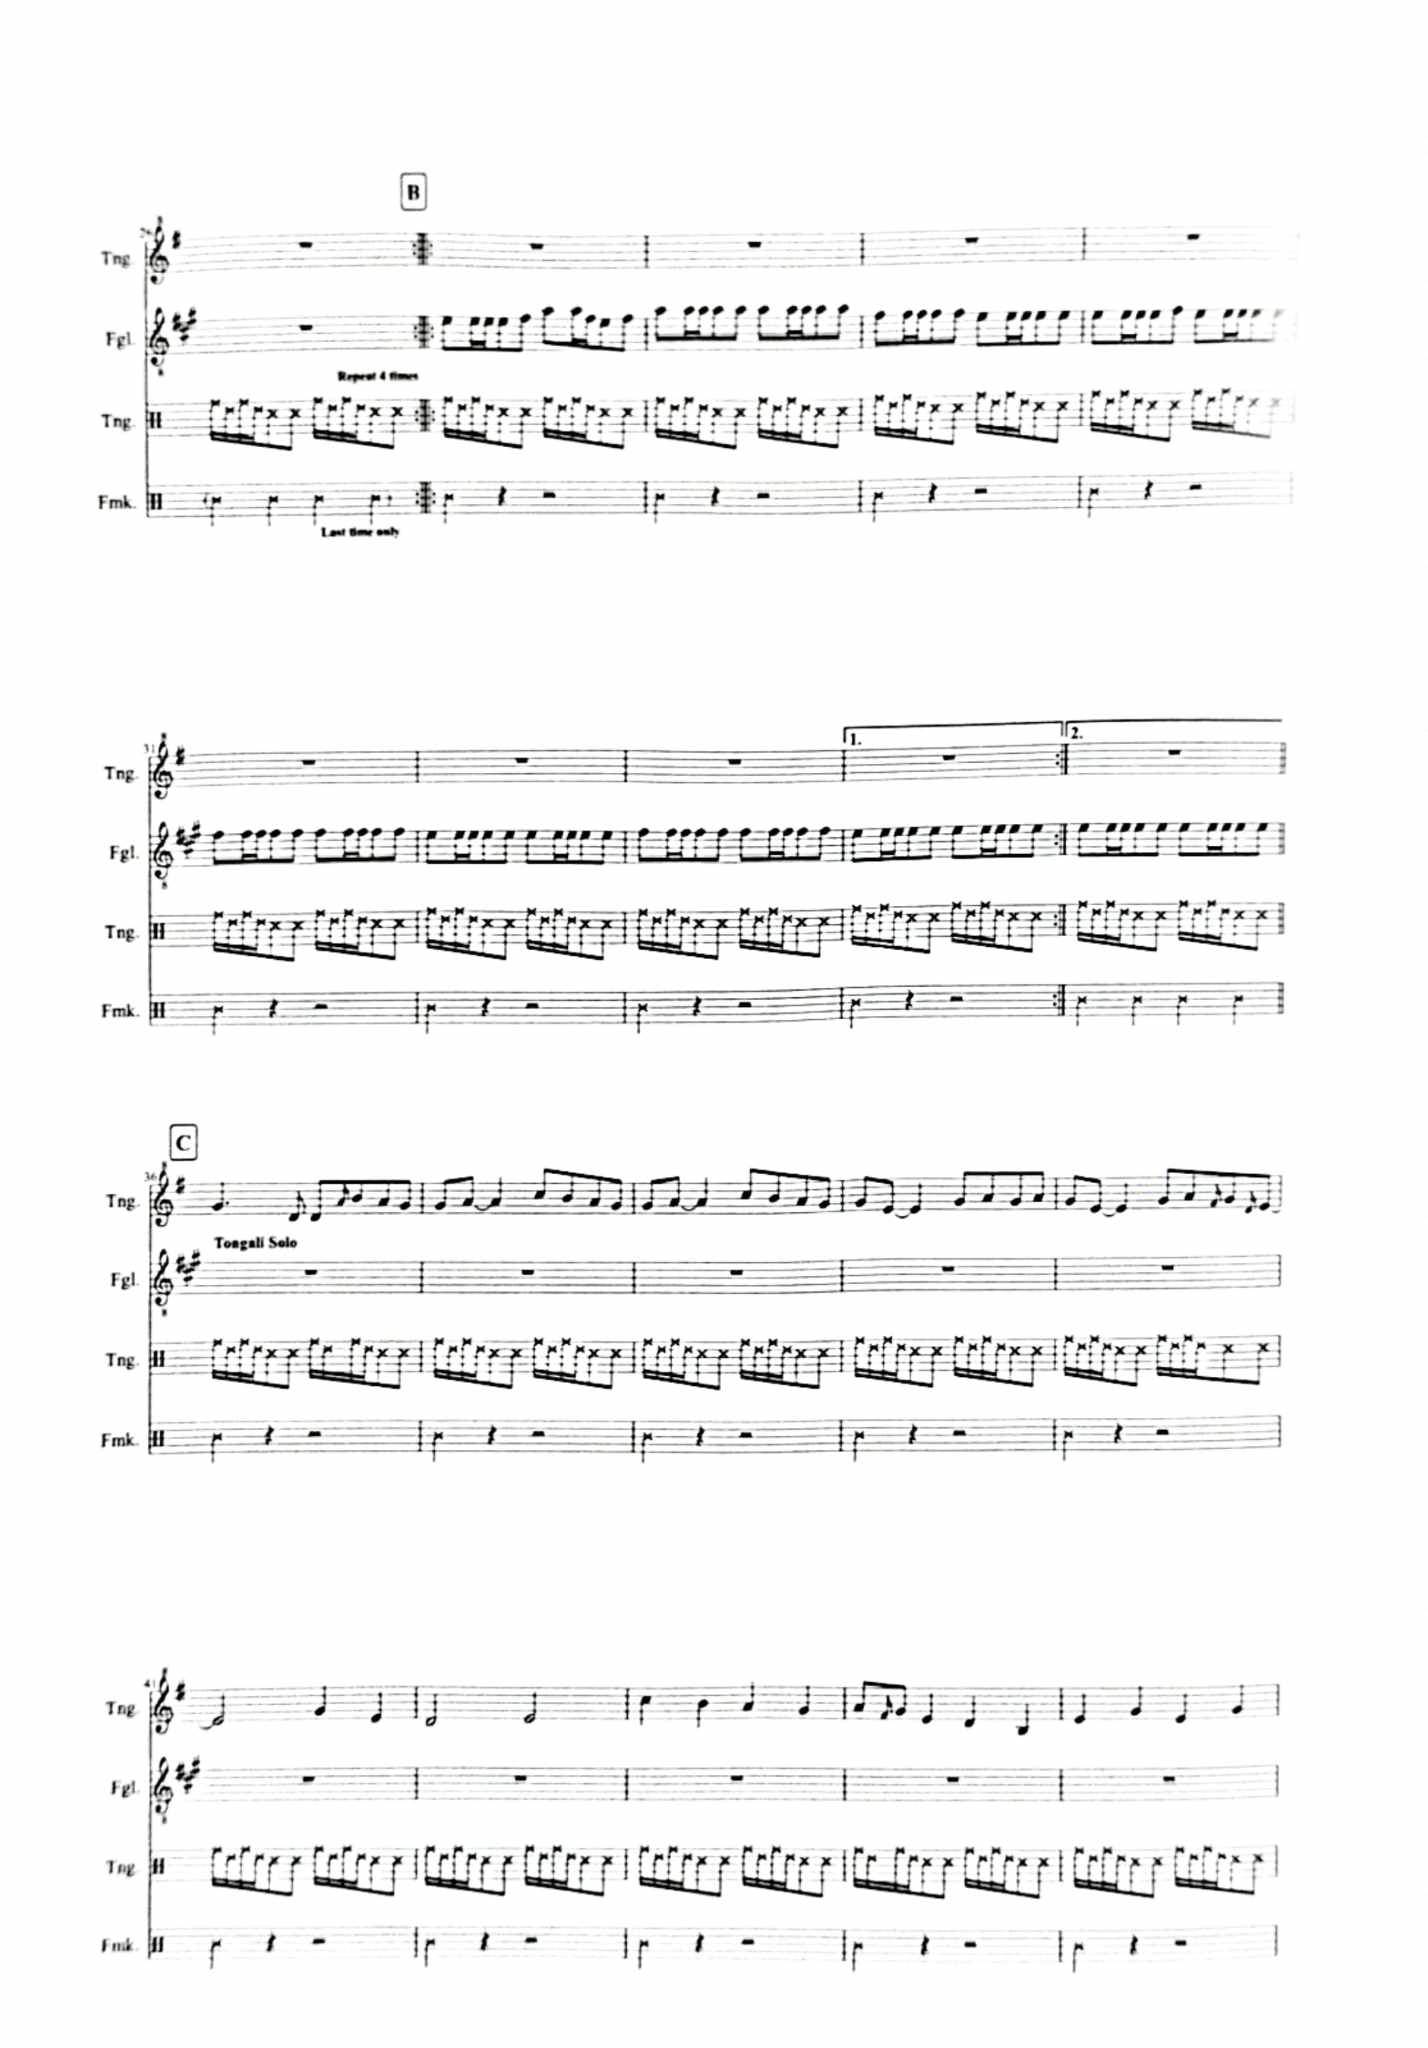 B
Tng.
Fgl.
Repeat 4 times
Tng.
Fmk.
Last time only
31
1.
2.
Tng.
Fgl.
Tng.
Fmk.
C
36
Tng.
Tongali Solo
Fgl.
Tng.
Fmk.
41
Tng.
Fgl.
Tng.
Fmk.